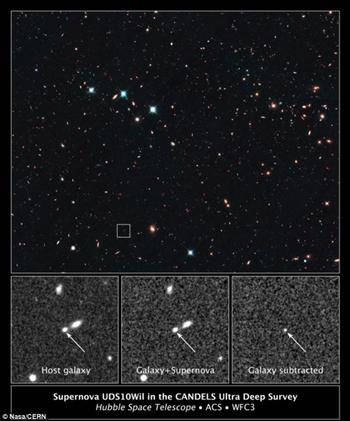 Host galaxy
Galaxy+Supernova
Galaxy subtracted
Supernova UDS10Wil in the CANDELS Ultra Deep Survey
Hubble Space Telescope • ACS • WFC3
© Nasa/CERN